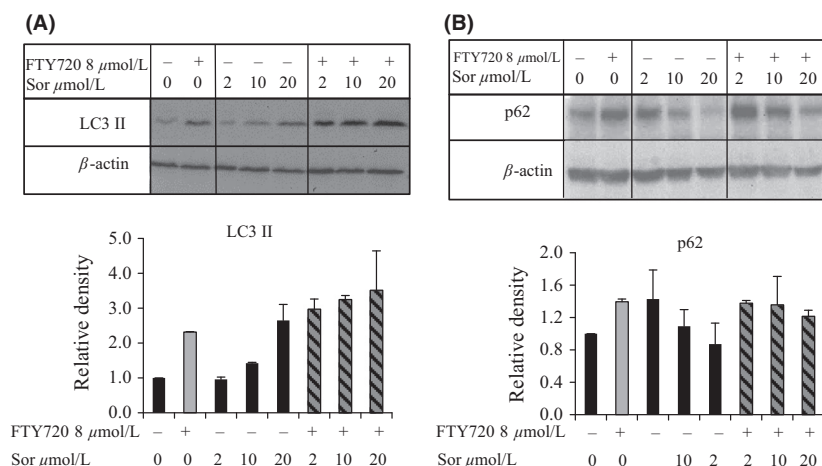 (A)
FTY720 8 µmol/L – + – – – + + +
Sor µmol/L 0 0 2 10 20 2 10 20
LC3 II
β-actin
LC3 II
Relative density
5.0
4.0
3.0
2.0
1.0
0.0
FTY720 8 µmol/L – + – – – + + +
Sor µmol/L 0 0 2 10 20 2 10 20
(B)
FTY720 8 µmol/L – + – – – + + +
Sor µmol/L 0 0 2 10 20 2 10 20
p62
β-actin
p62
Relative density
2.0
1.6
1.2
0.8
0.4
0.0
FTY720 8 µmol/L – + – – – + + +
Sor µmol/L 0 0 10 2 2 10 20